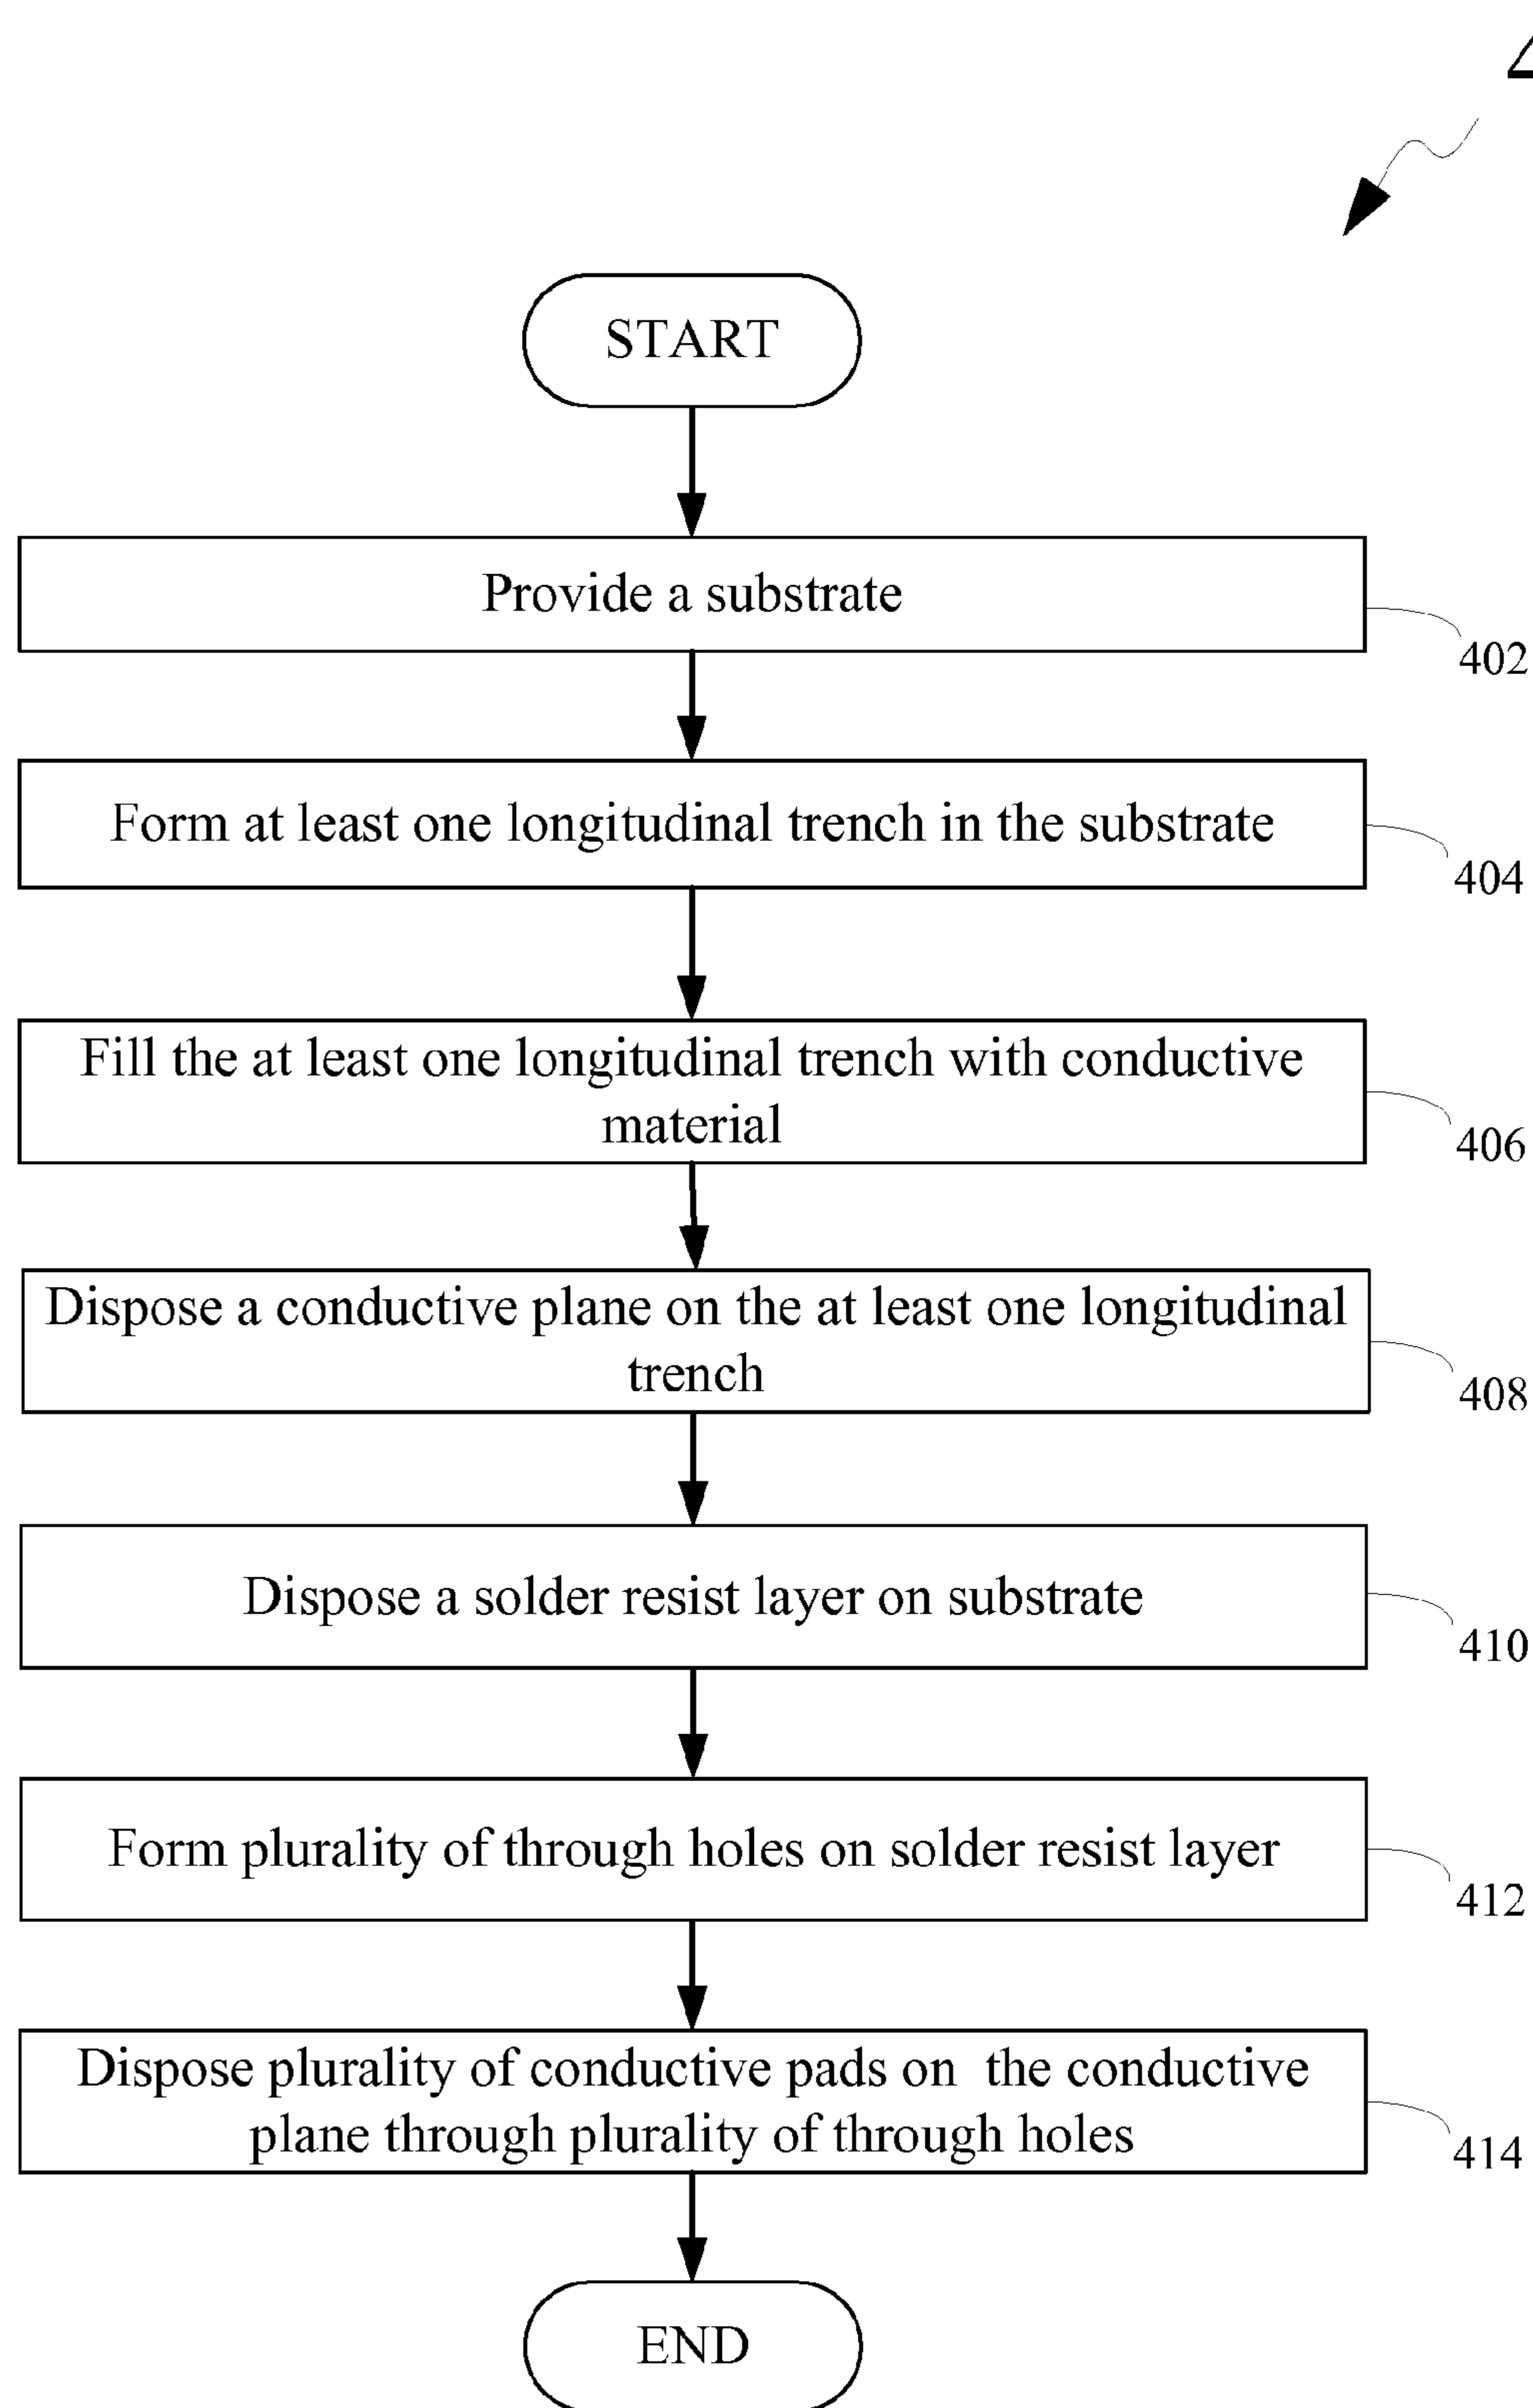 START
Provide a substrate
402
Form at least one longitudinal trench in the substrate
404
Fill the at least one longitudinal trench with conductive
material
406
Dispose a conductive plane on the at least one longitudinal
trench
408
Dispose a solder resist layer on substrate
410
Form plurality of through holes on solder resist layer
412
Dispose plurality of conductive pads on the conductive
plane through plurality of through holes
414
END